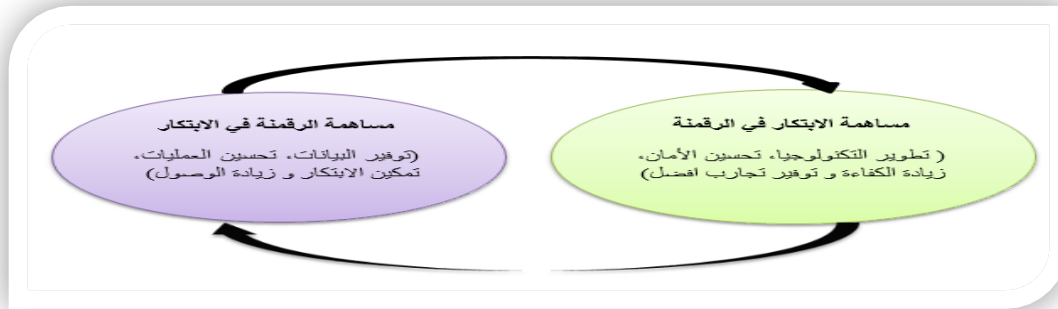 مساهمة الابتكار في الرقمنة
( تطوير التكنولوجيا، تحسين الأمان،
زيادة الكفاءة و توفير تجارب افضل)
مساهمة الرقمنة في الابتكار
(توفير البيانات، تحسين العمليات،
تمكين الابتكار و زيادة الوصول)